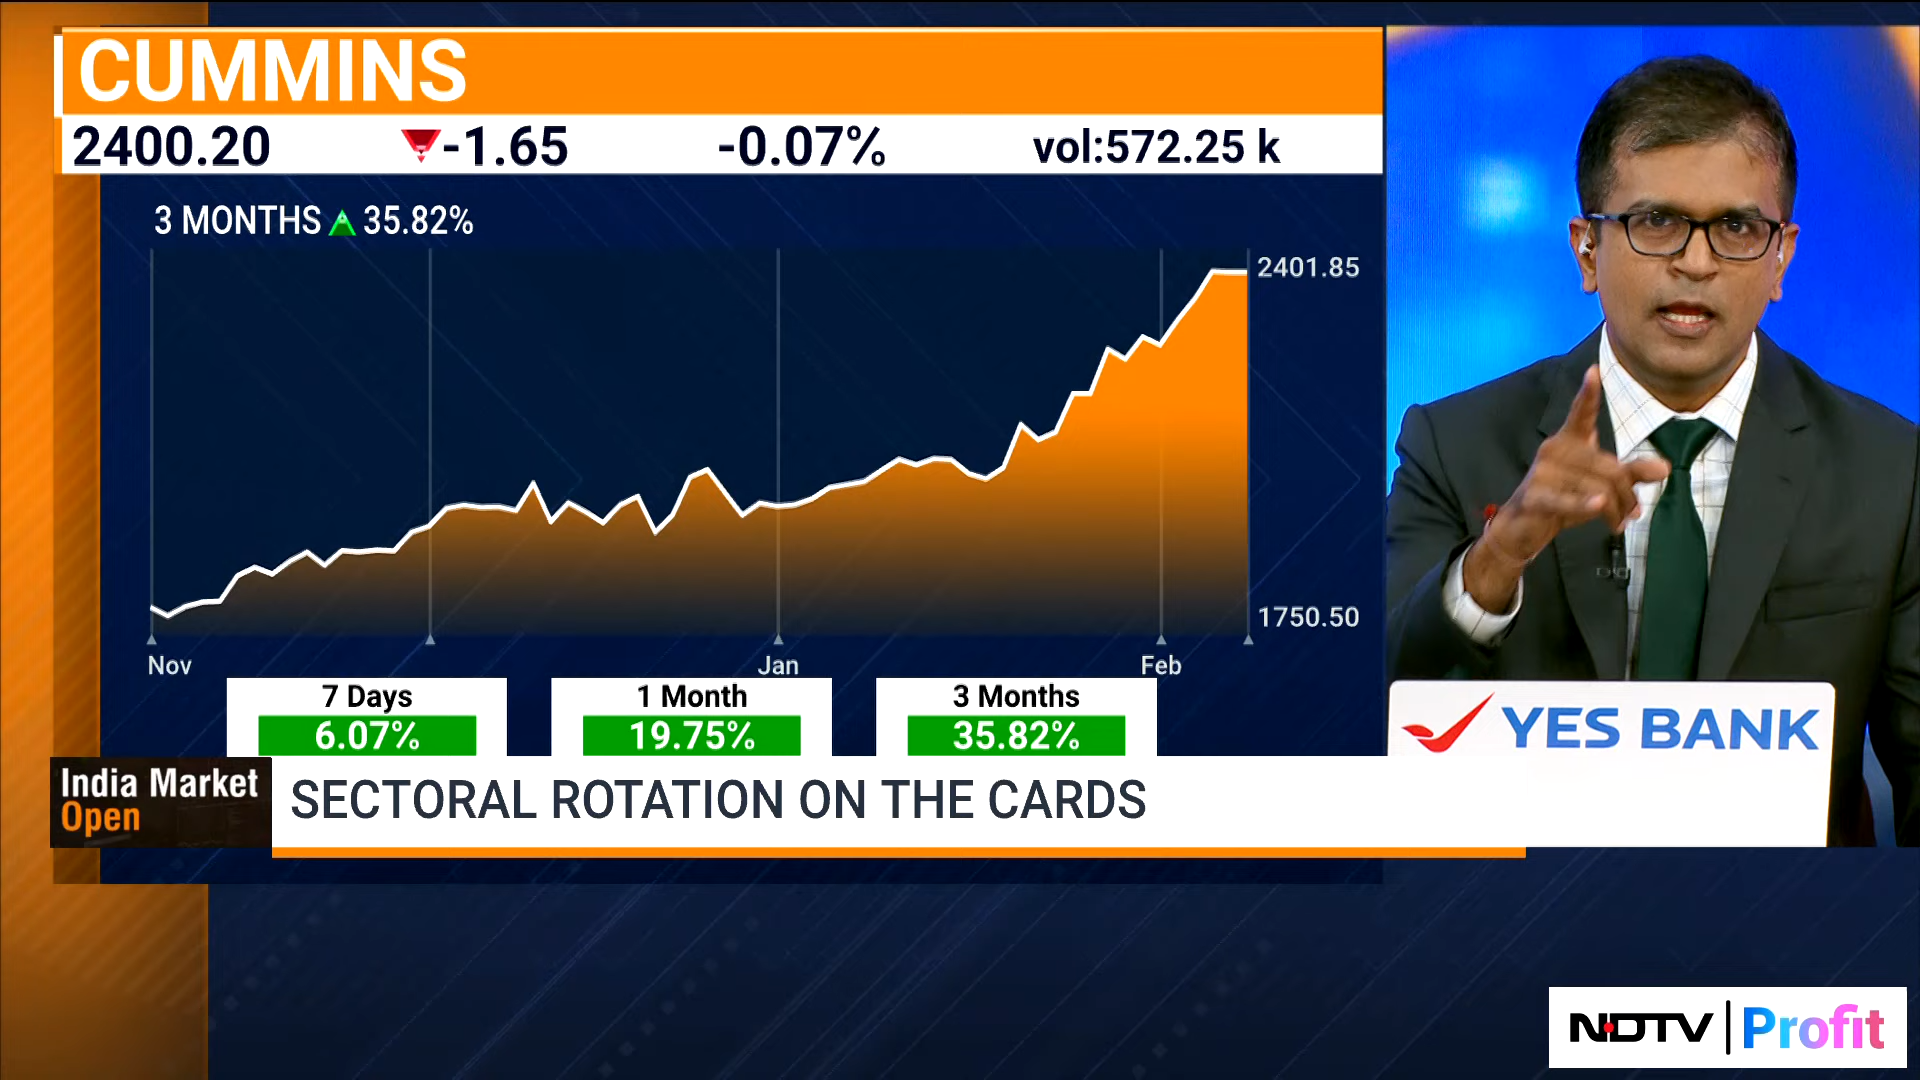 CUMMINS
2400.20 -1.65 -0.07% vol:572.25 k
3 MONTHS 35.82%
2401.85
1750.50
Nov Jan Feb
7 Days 1 Month 3 Months
6.07% 19.75% 35.82%
YES BANK
India Market
Open
SECTORAL ROTATION ON THE CARDS
NDTV Profit